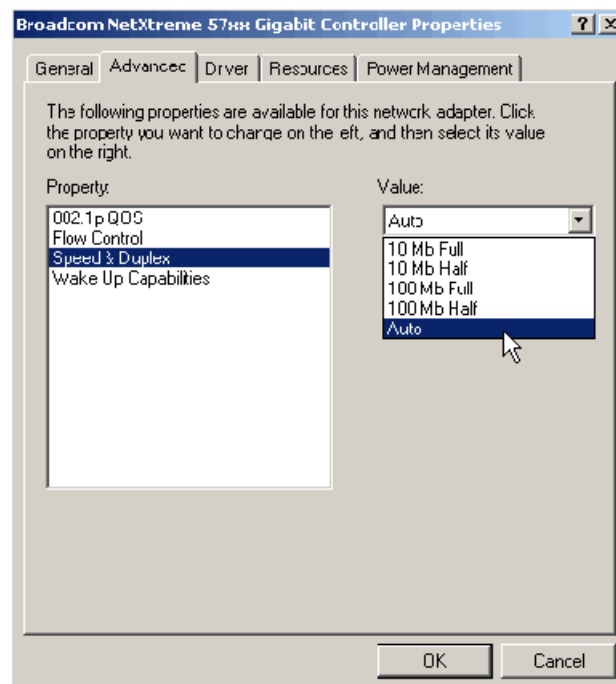 Broadcom NetXtreme 57xx Gigabit Controller Properties
General Advanced Driver Resources Power Management
The following properties are available for this network adapter. Click
the property you want to change on the left, and then select its value
on the right.
Property:
Value:
802.1p QOS
Flow Control
Speed & Duplex
Wake Up Capabilities
Auto
10 Mb Full
10 Mb Half
100 Mb Full
100 Mb Half
Auto
OK Cancel